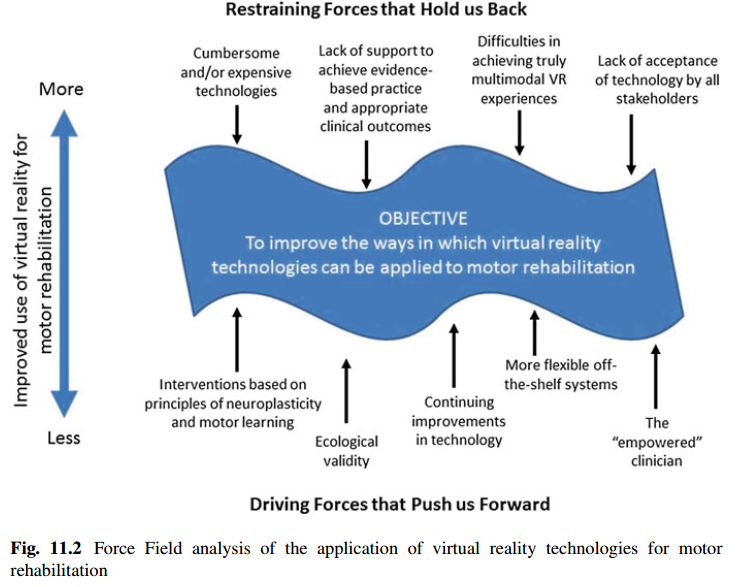 Restraining Forces that Hold us Back
Cumbersome
and/or expensive
technologies
Lack of support to
achieve evidence-
based practice
and appropriate
clinical outcomes
Difficulties in
achieving truly
multimodal VR
experiences
Lack of acceptance
of technology by all
stakeholders
More
Improved use of virtual reality for
motor rehabilitation
Less
OBJECTIVE
To improve the ways in which virtual reality
technologies can be applied to motor rehabilitation
Interventions based on
principles of neuroplasticity
and motor learning
Ecological
validity
Continuing
improvements
in technology
More flexible off-
the-shelf systems
The
“empowered”
clinician
Driving Forces that Push us Forward
Fig. 11.2 Force Field analysis of the application of virtual reality technologies for motor
rehabilitation